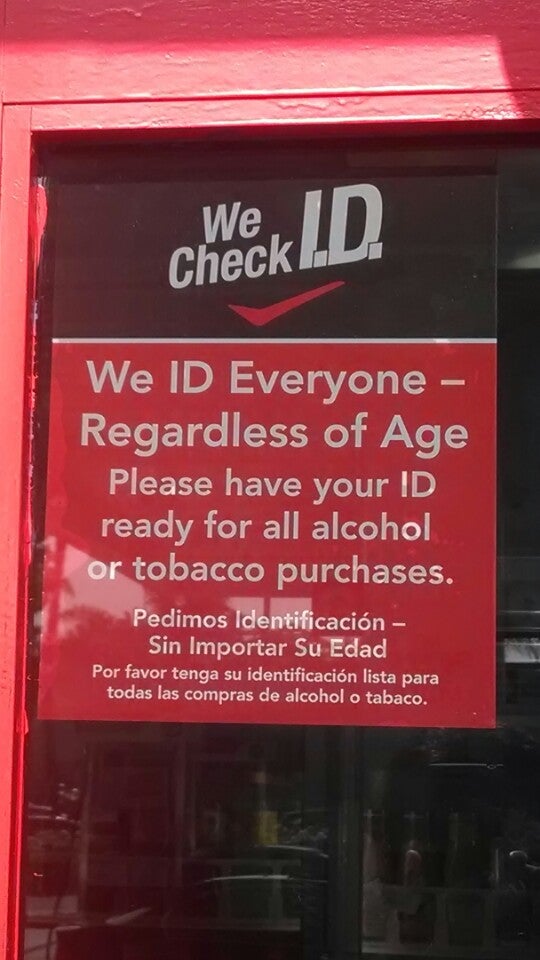 We
Check I.D.
We ID Everyone –
Regardless of Age
Please have your ID
ready for all alcohol
or tobacco purchases.
Pedimos Identificación –
Sin Importar Su Edad
Por favor tenga su identificación lista para
todas las compras de alcohol o tabaco.